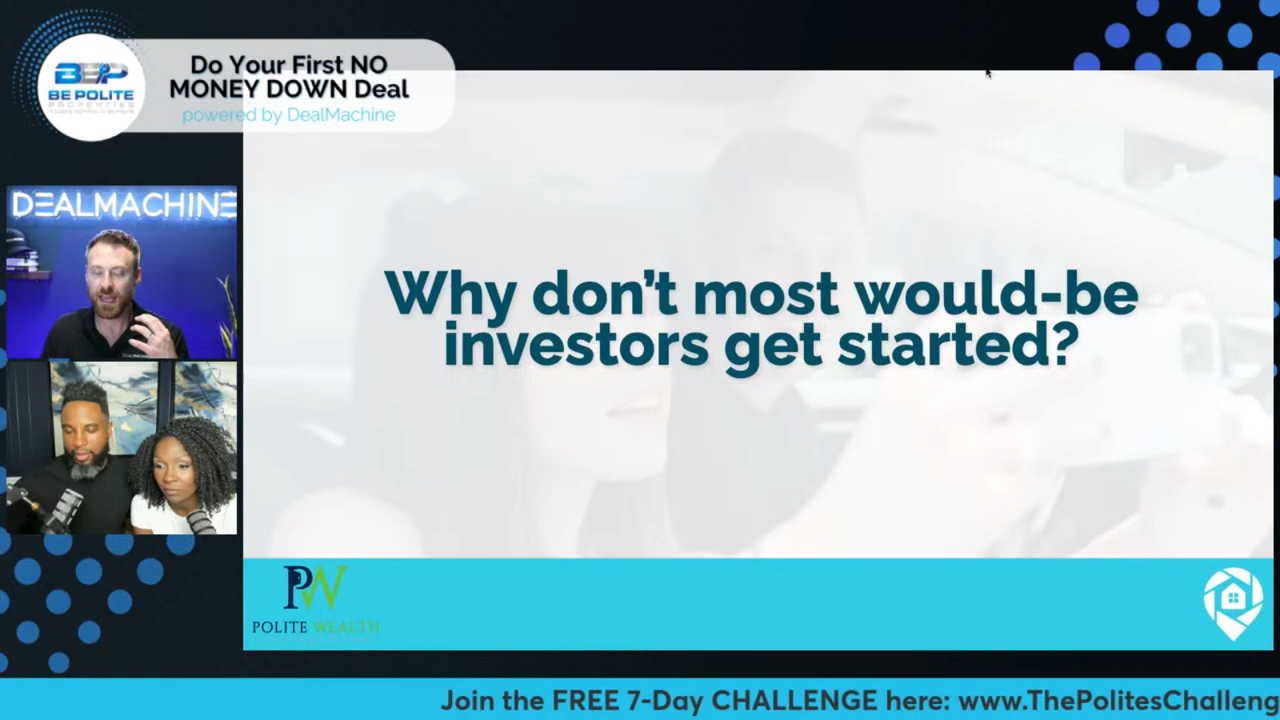 BEP
BE POLITE
PROPERTIES
Do Your First NO
MONEY DOWN Deal
powered by DealMachine
DEALMACHINE
Why don't most would-be
investors get started?
PW
POLITE WEALTH
Join the FREE 7-Day CHALLENGE here: www.ThePolitesChalleng